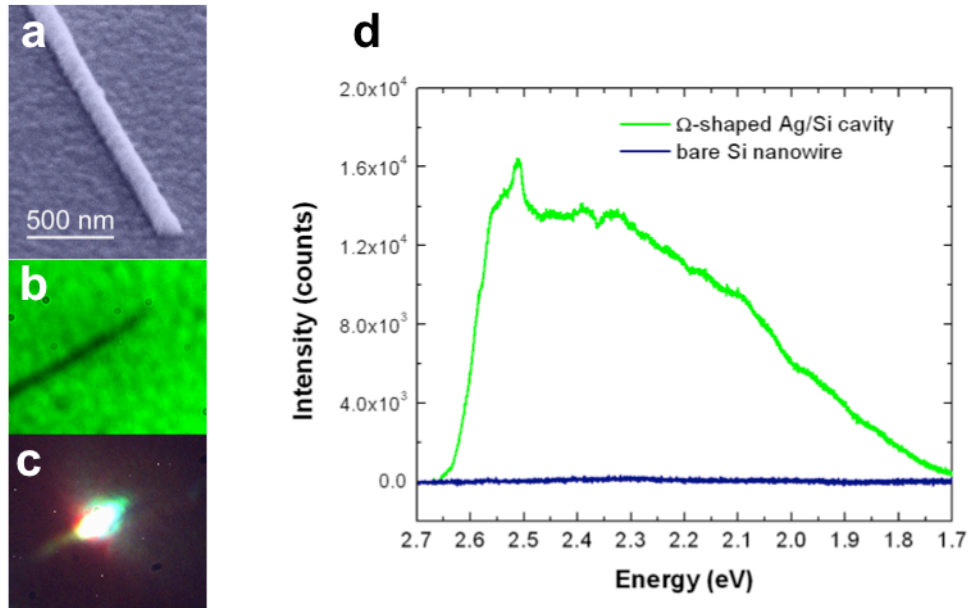 a
500 nm
b
c
d
2.0x10⁴
1.6x10⁴
1.2x10⁴
8.0x10³
4.0x10³
0.0
Intensity (counts)
Ω-shaped Ag/Si cavity
bare Si nanowire
2.7 2.6 2.5 2.4 2.3 2.2 2.1 2.0 1.9 1.8 1.7
Energy (eV)